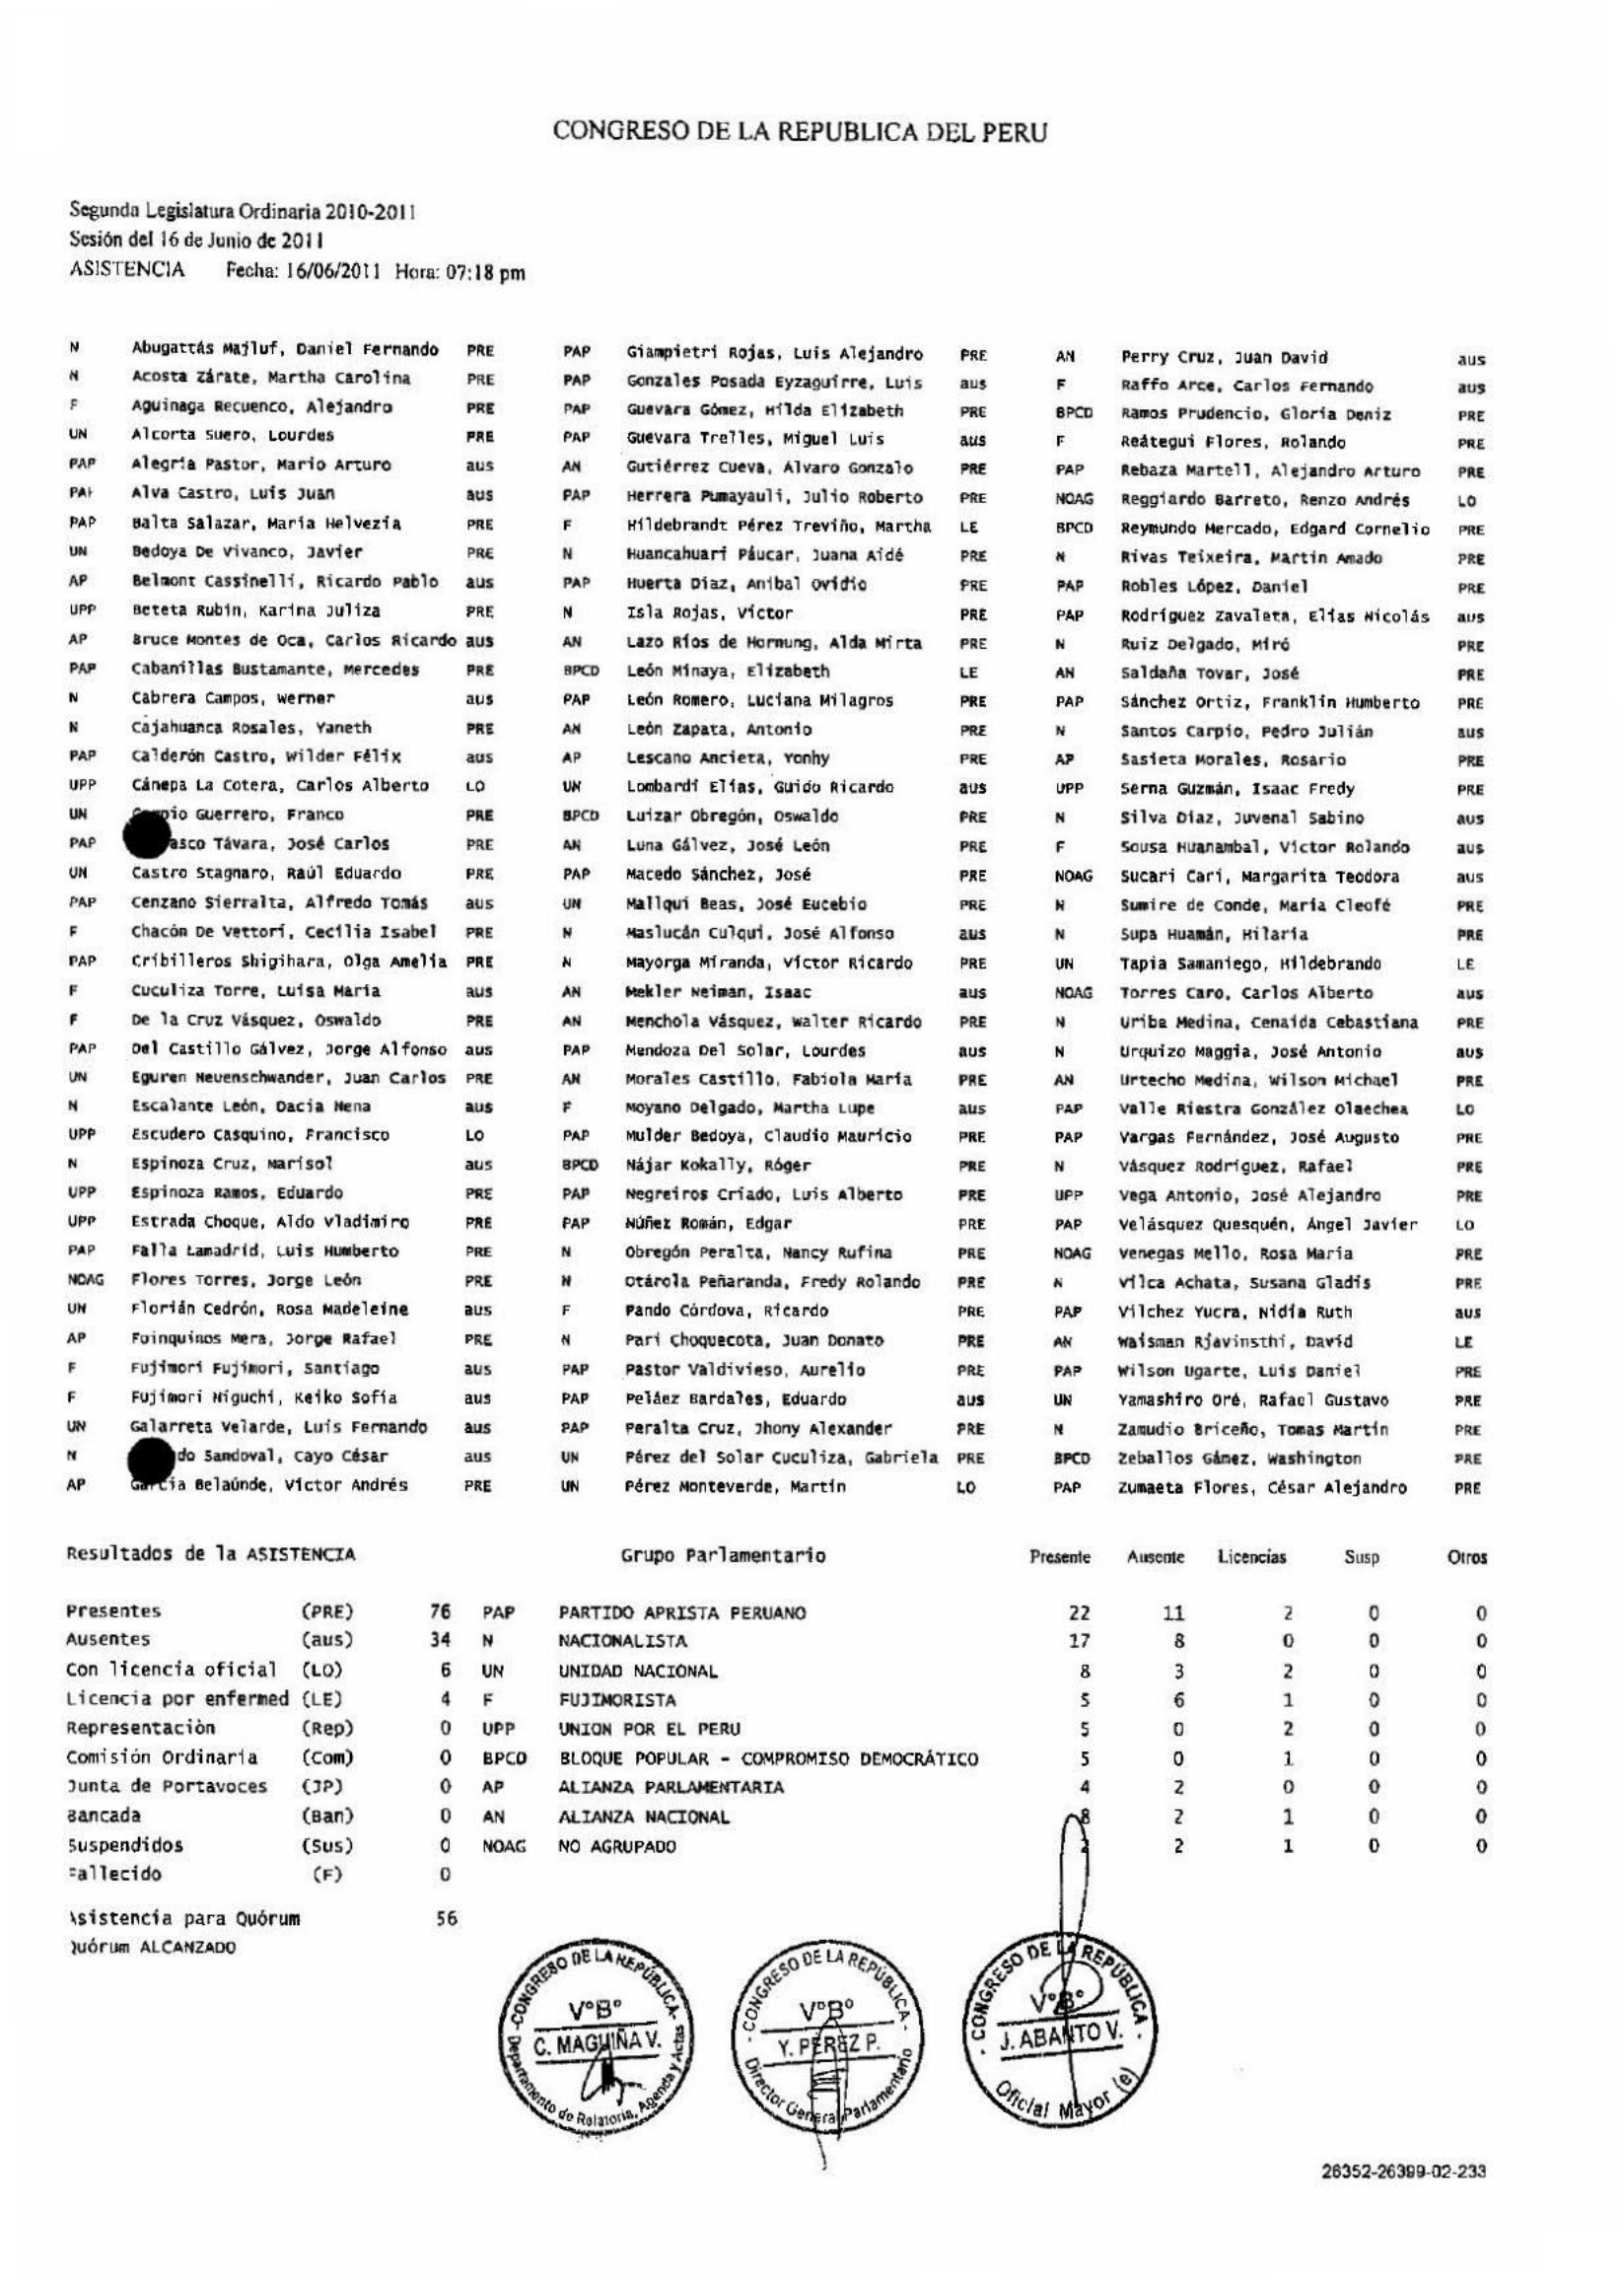 CONGRESO DE LA REPUBLICA DEL PERU
Segunda Legislatura Ordinaria 2010-2011
Sesión del 16 de Junio de 2011
ASISTENCIA Fecha: 16/06/2011 Hora: 07:18 pm
N Abugattás Majluf, Daniel Fernando PRE
N Acosta Zárate, Martha Carolina PRE
F Aguinaga Recuenco, Alejandro PRE
UN Alcorta Suero, Lourdes PRE
PAP Alegría Pastor, Mario Arturo aus
PAP Alva Castro, Luis Juan aus
PAP Balta Salazar, María Helvezia PRE
UN Bedoya De Vivanco, Javier PRE
AP Belmont Cassinelli, Ricardo Pablo aus
UPP Beteta Rubín, Karina Juliza PRE
AP Bruce Montes de Oca, Carlos Ricardo aus
PAP Cabanillas Bustamante, Mercedes PRE
N Cabrera Campos, Werner aus
N Cajahuanca Rosales, Yaneth PRE
PAP Calderón Castro, Wilder Félix aus
UPP Cánepa La Cotera, Carlos Alberto LO
UN Guerrero, Franco PRE
PAP asco Távara, José Carlos PRE
UN Castro Stagnaro, Raúl Eduardo PRE
PAP Cenzano Sierralta, Alfredo Tomás aus
F Chacón De Vettori, Cecilia Isabel PRE
PAP Cribilleros Shigihara, Olga Amelia PRE
F Cuculiza Torre, Luisa María aus
F De la Cruz Vásquez, Oswaldo PRE
PAP Del Castillo Gálvez, Jorge Alfonso aus
UN Eguren Neuenschwander, Juan Carlos PRE
N Escalante León, Dacia Nena aus
UPP Escudero Casquino, Francisco LO
N Espinoza Cruz, Marisol aus
UPP Espinoza Ramos, Eduardo PRE
UPP Estrada Choque, Aldo Vladimiro PRE
PAP Falla Lamadrid, Luis Humberto PRE
NOAG Flores Torres, Jorge León PRE
UN Florián Cedrón, Rosa Madeleine aus
AP Foinquinos Mera, Jorge Rafael PRE
F Fujimori Fujimori, Santiago aus
F Fujimori Higuchi, Keiko Sofía aus
UN Galarreta Velarde, Luis Fernando aus
N do Sandoval, Cayo César aus
AP García Belaúnde, Víctor Andrés PRE
PAP Giampietri Rojas, Luis Alejandro PRE
PAP Gonzales Posada Eyzaguirre, Luis aus
PAP Guevara Gómez, Hilda Elizabeth PRE
PAP Guevara Trelles, Miguel Luis aus
AN Gutiérrez Cueva, Alvaro Gonzalo PRE
PAP Herrera Pumayauli, Julio Roberto PRE
F Hildebrandt Pérez Treviño, Martha LE
N Huancahuari Páucar, Juana Aidé PRE
PAP Huerta Díaz, Anibal Ovidio PRE
N Isla Rojas, Víctor PRE
AN Lazo Ríos de Hornung, Alda Mirta PRE
BPCD León Minaya, Elizabeth LE
PAP León Romero, Luciana Milagros PRE
AN León Zapata, Antonio PRE
AP Lescano Ancieta, Yonhy PRE
UN Lombardi Elías, Guido Ricardo aus
BPCD Luizar Obregón, Oswaldo PRE
AN Luna Gálvez, José León PRE
PAP Macedo Sánchez, José PRE
UN Mallqui Beas, José Eucebio PRE
N Maslucán Culqui, José Alfonso aus
N Mayorga Miranda, Víctor Ricardo PRE
AN Mekler Neiman, Isaac aus
AN Menchola Vásquez, Walter Ricardo PRE
PAP Mendoza Del Solar, Lourdes aus
AN Morales Castillo, Fabiola María PRE
F Moyano Delgado, Martha Lupe aus
PAP Mulder Bedoya, Claudio Mauricio PRE
BPCD Nájar Kokally, Róger PRE
PAP Negreiros Criado, Luis Alberto PRE
PAP Núñez Román, Edgar PRE
N Obregón Peralta, Nancy Rufina PRE
N Otárola Peñaranda, Fredy Rolando PRE
F Pando Córdova, Ricardo PRE
N Pari Choquecota, Juan Donato PRE
PAP Pastor Valdivieso, Aurelio PRE
PAP Peláez Bardales, Eduardo aus
PAP Peralta Cruz, Jhony Alexander PRE
UN Pérez del Solar Cuculiza, Gabriela PRE
UN Pérez Monteverde, Martín LO
AN Perry Cruz, Juan David aus
F Raffo Arce, Carlos Fernando aus
BPCD Ramos Prudencio, Gloria Deniz PRE
F Reátegui Flores, Rolando PRE
PAP Rebaza Martell, Alejandro Arturo PRE
NOAG Reggiardo Barreto, Renzo Andrés LO
BPCD Reymundo Mercado, Edgard Cornelio PRE
N Rivas Teixeira, Martín Amado PRE
PAP Robles López, Daniel PRE
PAP Rodríguez Zavaleta, Elías Nicolás aus
N Ruiz Delgado, Miró PRE
AN Saldaña Tovar, José PRE
PAP Sánchez Ortiz, Franklin Humberto PRE
N Santos Carpio, Pedro Julián aus
AP Sasieta Morales, Rosario PRE
UPP Serna Guzmán, Isaac Fredy PRE
N Silva Díaz, Juvenal Sabino aus
F Sousa Huanambal, Víctor Rolando aus
NOAG Sucari Cari, Margarita Teodora aus
N Sumire de Conde, María Cleofé PRE
N Supa Huamán, Hilaria PRE
UN Tapia Samaniego, Hildebrando LE
NOAG Torres Caro, Carlos Alberto aus
N Uribe Medina, Cenaida Cebastiana PRE
N Urquizo Maggia, José Antonio aus
AN Urtecho Medina, Wilson Michael PRE
PAP Valle Riestra González Olaechea LO
PAP Vargas Fernández, José Augusto PRE
N Vásquez Rodríguez, Rafael PRE
UPP Vega Antonio, José Alejandro PRE
PAP Velásquez Quesquén, Ángel Javier LO
NOAG Venegas Mello, Rosa María PRE
N Vilca Achata, Susana Gladis PRE
PAP Vilchez Yucra, Nidia Ruth aus
AN Waisman Rjavinsthi, David LE
PAP Wilson Ugarte, Luis Daniel PRE
UN Yamashiro Oré, Rafael Gustavo PRE
N Zamudio Briceño, Tomas Martín PRE
BPCD Zeballos Gámez, Washington PRE
PAP Zumaeta Flores, César Alejandro PRE
Resultados de la ASISTENCIA
Presentes (PRE) 76
Ausentes (aus) 34
Con licencia oficial (LO) 6
Licencia por enfermed (LE) 4
Representación (Rep) 0
Comisión Ordinaria (Com) 0
Junta de Portavoces (JP) 0
Bancada (Ban) 0
Suspendidos (Sus) 0
Fallecido (F) 0
Asistencia para Quórum 56
Quórum ALCANZADO
Grupo Parlamentario Presente Ausente Licencias Susp Otros
PAP PARTIDO APRISTA PERUANO 22 11 2 0 0
N NACIONALISTA 17 8 0 0 0
UN UNIDAD NACIONAL 8 3 2 0 0
F FUJIMORISTA 5 6 1 0 0
UPP UNION POR EL PERU 5 0 2 0 0
BPCD BLOQUE POPULAR - COMPROMISO DEMOCRÁTICO 5 0 1 0 0
AP ALIANZA PARLAMENTARIA 4 2 0 0 0
AN ALIANZA NACIONAL 8 2 1 0 0
NOAG NO AGRUPADO 2 2 1 0 0
-CONGRESO DE LA REPÚBLICA-
V°B°
C. MAGUIÑA V.
Departamento de Relatoría, Agenda y Actas
- CONGRESO DE LA REPÚBLICA -
V°B°
Y. PEREZ P.
Director General Parlamentario
- CONGRESO DE LA REPÚBLICA -
V°B°
J. ABANTO V.
Oficial Mayor (e)
26352-26399-02-233